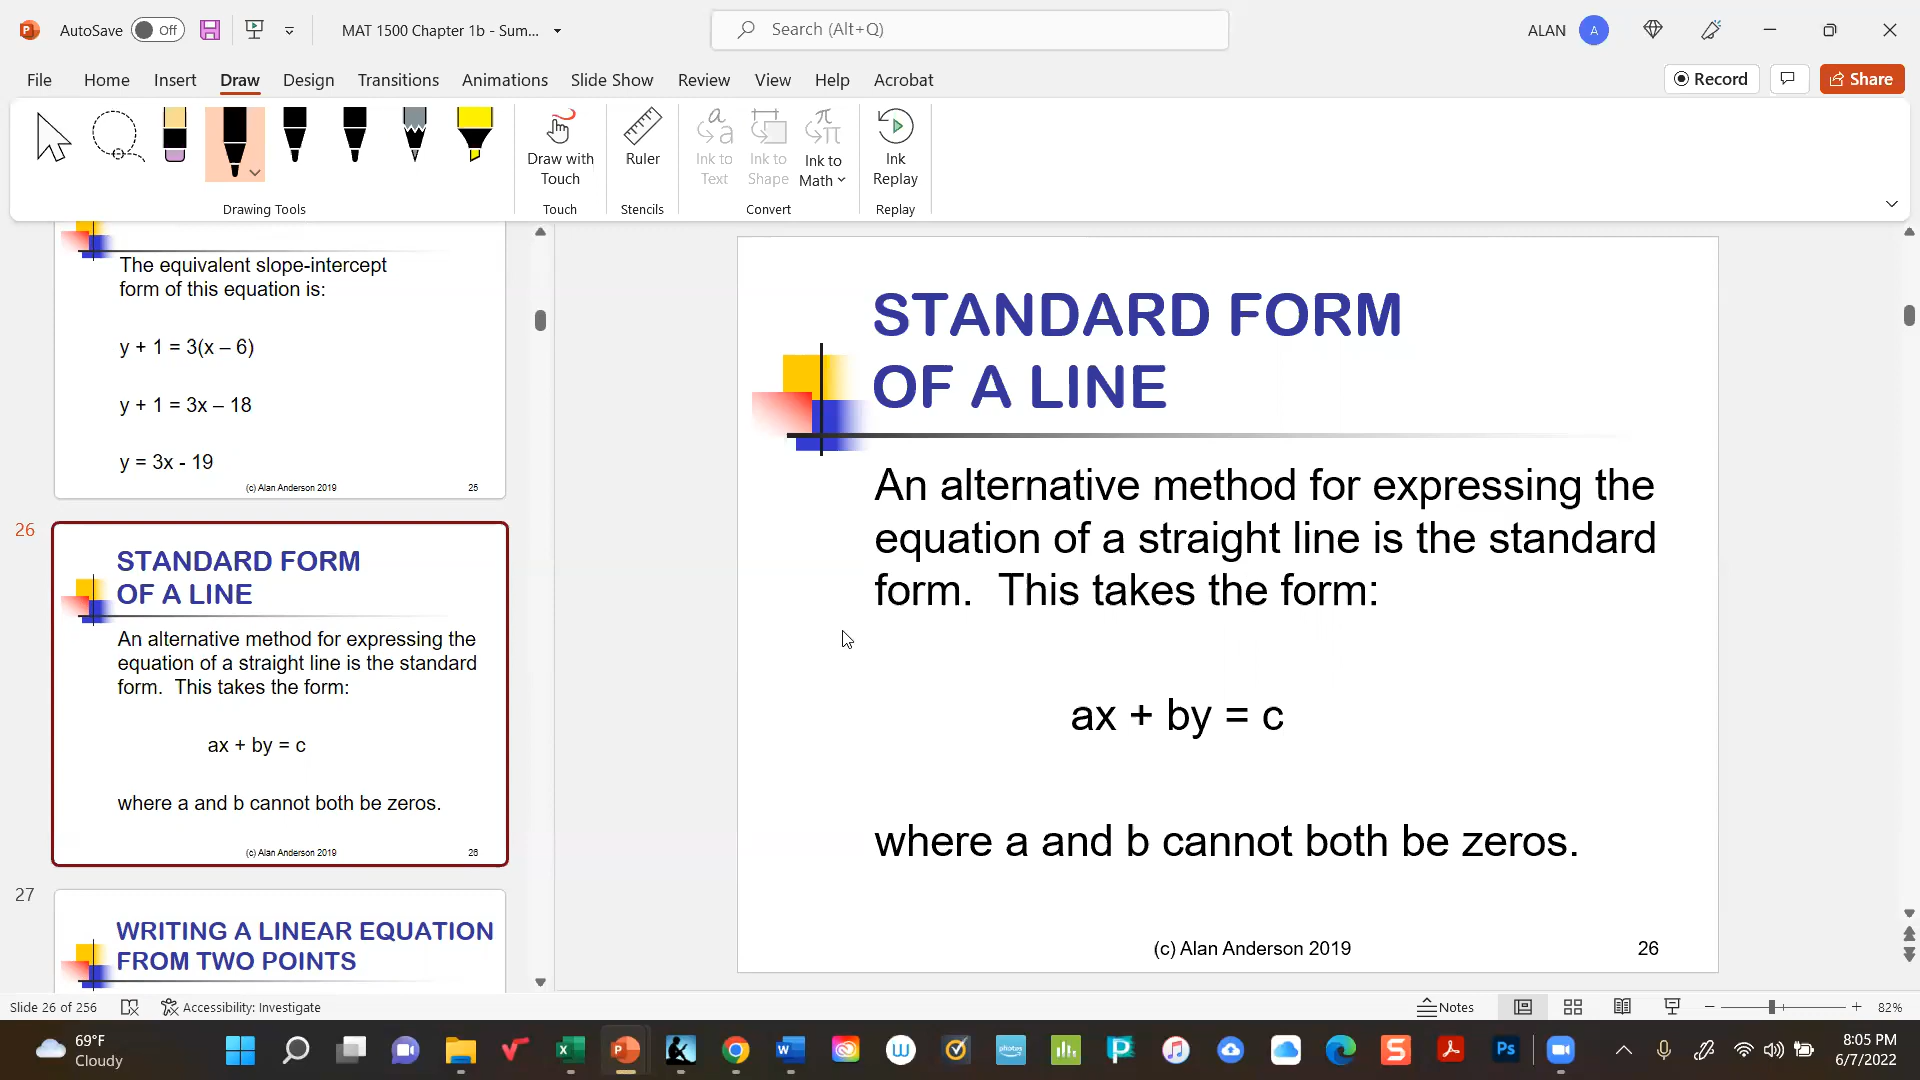 AutoSave Off
MAT 1500 Chapter 1b - Sum...
Search (Alt+Q)
ALAN A
File Home Insert Draw Design Transitions Animations Slide Show Review View Help Acrobat
Record Share
Draw with Touch
Ruler
Ink to Text
Ink to Shape
Ink to Math
Ink Replay
Drawing Tools Touch Stencils Convert Replay
The equivalent slope-intercept
form of this equation is:
y + 1 = 3(x – 6)
y + 1 = 3x – 18
y = 3x - 19
(c) Alan Anderson 2019 25
26
STANDARD FORM
OF A LINE
An alternative method for expressing the
equation of a straight line is the standard
form.  This takes the form:
ax + by = c
where a and b cannot both be zeros.
(c) Alan Anderson 2019 26
27
WRITING A LINEAR EQUATION
FROM TWO POINTS
STANDARD FORM
OF A LINE
An alternative method for expressing the
equation of a straight line is the standard
form.  This takes the form:
ax + by = c
where a and b cannot both be zeros.
(c) Alan Anderson 2019 26
Slide 26 of 256 Accessibility: Investigate Notes 82%
69°F
Cloudy
photos
Ps
8:05 PM
6/7/2022